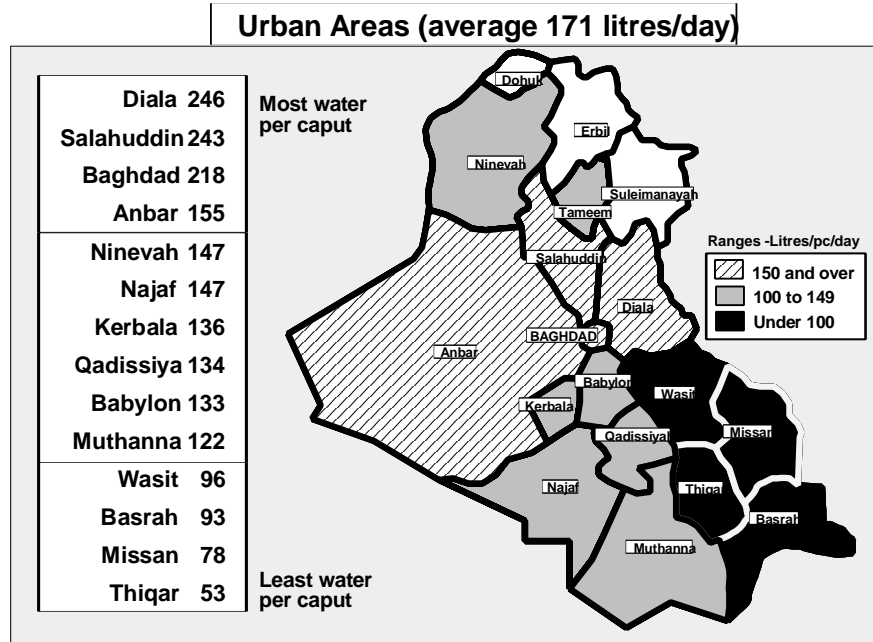 Urban Areas (average 171 litres/day)
Diala 246
Salahuddin 243
Baghdad 218
Anbar 155
Ninevah 147
Najaf 147
Kerbala 136
Qadissiya 134
Babylon 133
Muthanna 122
Wasit 96
Basrah 93
Missan 78
Thiqar 53
Most water
per caput
Least water
per caput
Dohuk
Erbil
Ninevah
Suleimanayah
Tameem
Salahuddin
Diala
BAGHDAD
Anbar
Babylon
Wasit
Kerbala
Qadissiyah
Missan
Najaf
Thiqar
Basrah
Muthanna
Ranges -Litres/pc/day
150 and over
100 to 149
Under 100